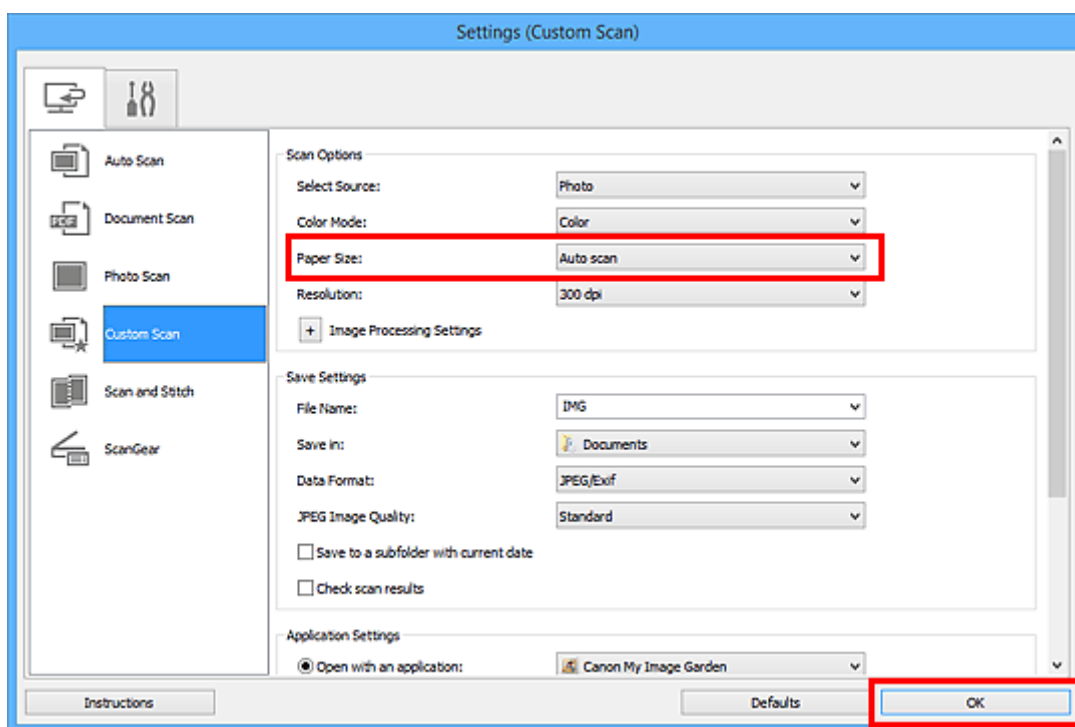 Settings (Custom Scan)
Auto Scan
PDF
Document Scan
Photo Scan
Custom Scan
Scan and Stitch
ScanGear
Scan Options
Select Source: Photo
Color Mode: Color
Paper Size: Auto scan
Resolution: 300 dpi
+ Image Processing Settings
Save Settings
File Name: IMG
Save in: Documents
Data Format: JPEG/Exif
JPEG Image Quality: Standard
Save to a subfolder with current date
Check scan results
Application Settings
Open with an application: Canon My Image Garden
Instructions Defaults OK